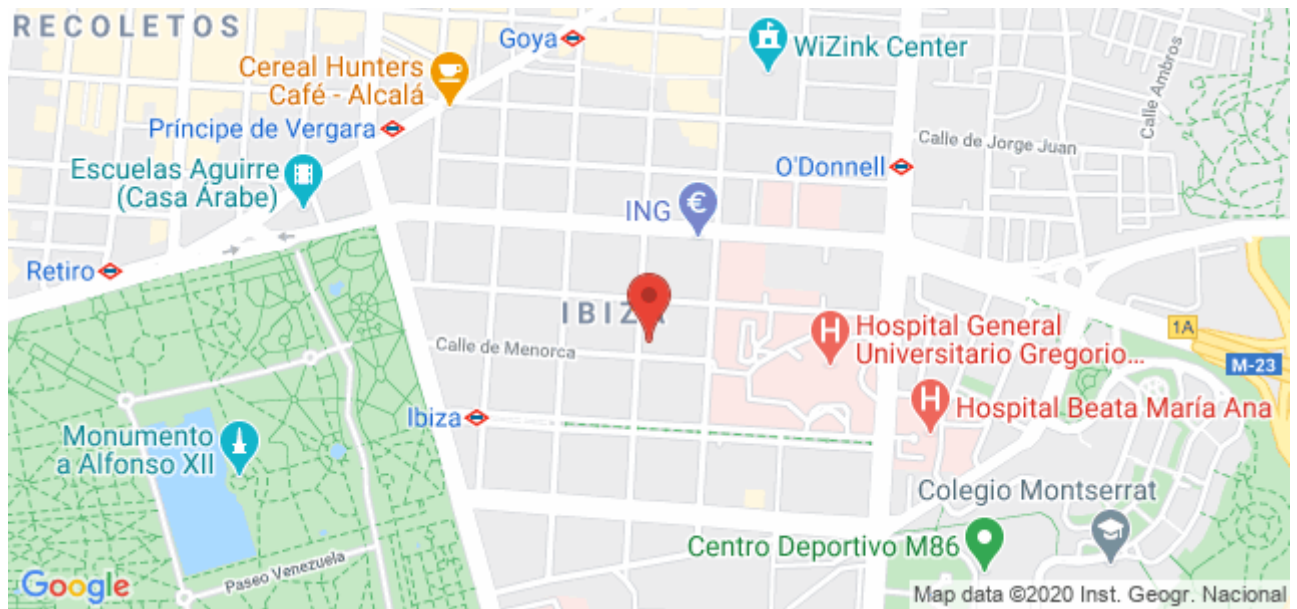 RECOLETOS
Goya
WiZink Center
Cereal Hunters
Café - Alcalá
Calle Ambros
Príncipe de Vergara
Calle de Jorge Juan
Escuelas Aguirre
(Casa Árabe)
O'Donnell
ING
€
Retiro
IBIZA
1A
H
Hospital General
Universitario Gregorio...
Calle de Menorca
M-23
H
Hospital Beata María Ana
Ibiza
Monumento
a Alfonso XII
Colegio Montserrat
Centro Deportivo M86
Paseo Venezuela
Google
Map data ©2020 Inst. Geogr. Nacional